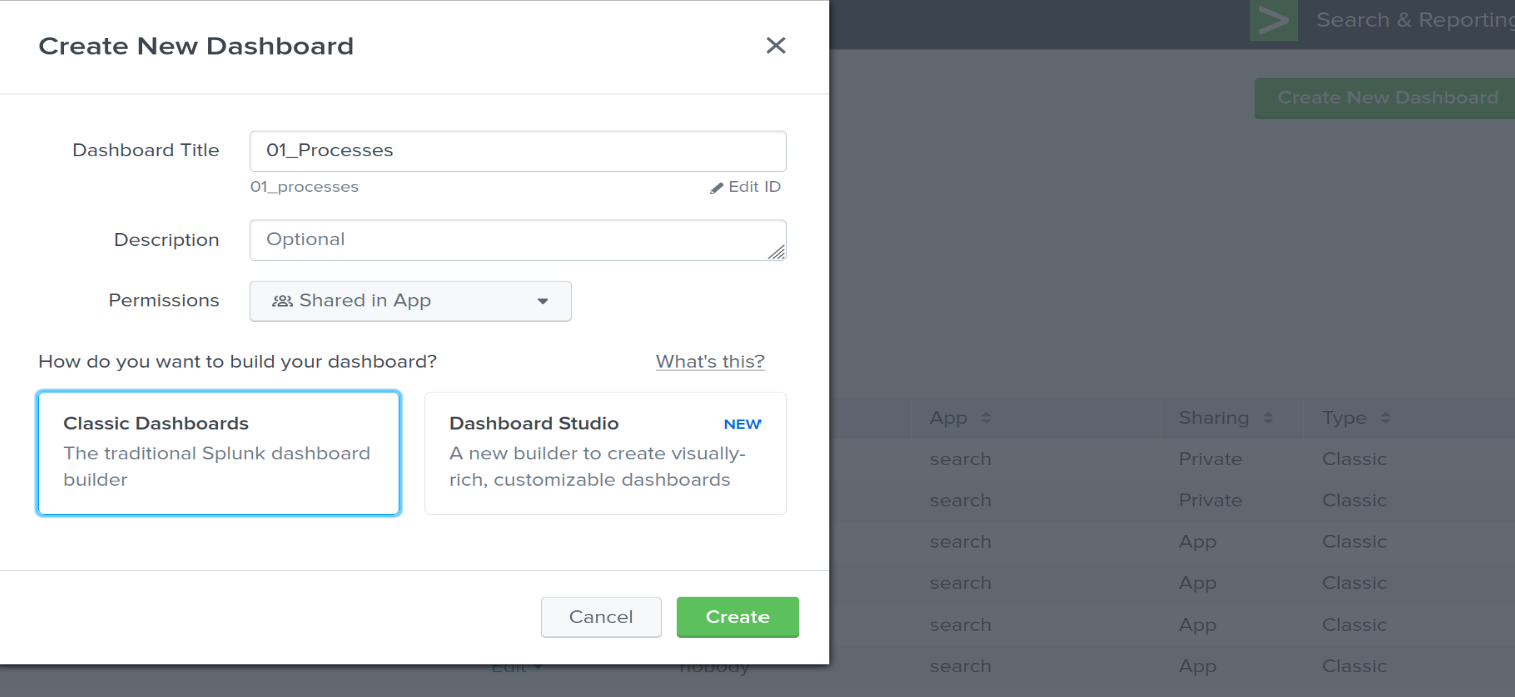 Create New Dashboard
Search & Reporting
Create New Dashboard
Dashboard Title
01_Processes
01_processes
Edit ID
Description
Optional
Permissions
Shared in App
How do you want to build your dashboard?
What's this?
Classic Dashboards
The traditional Splunk dashboard
builder
Dashboard Studio
NEW
A new builder to create visually-
rich, customizable dashboards
Cancel
Create
App
Sharing
Type
search
Private
Classic
search
Private
Classic
search
App
Classic
search
App
Classic
search
App
Classic
Edit
nobody
search
App
Classic